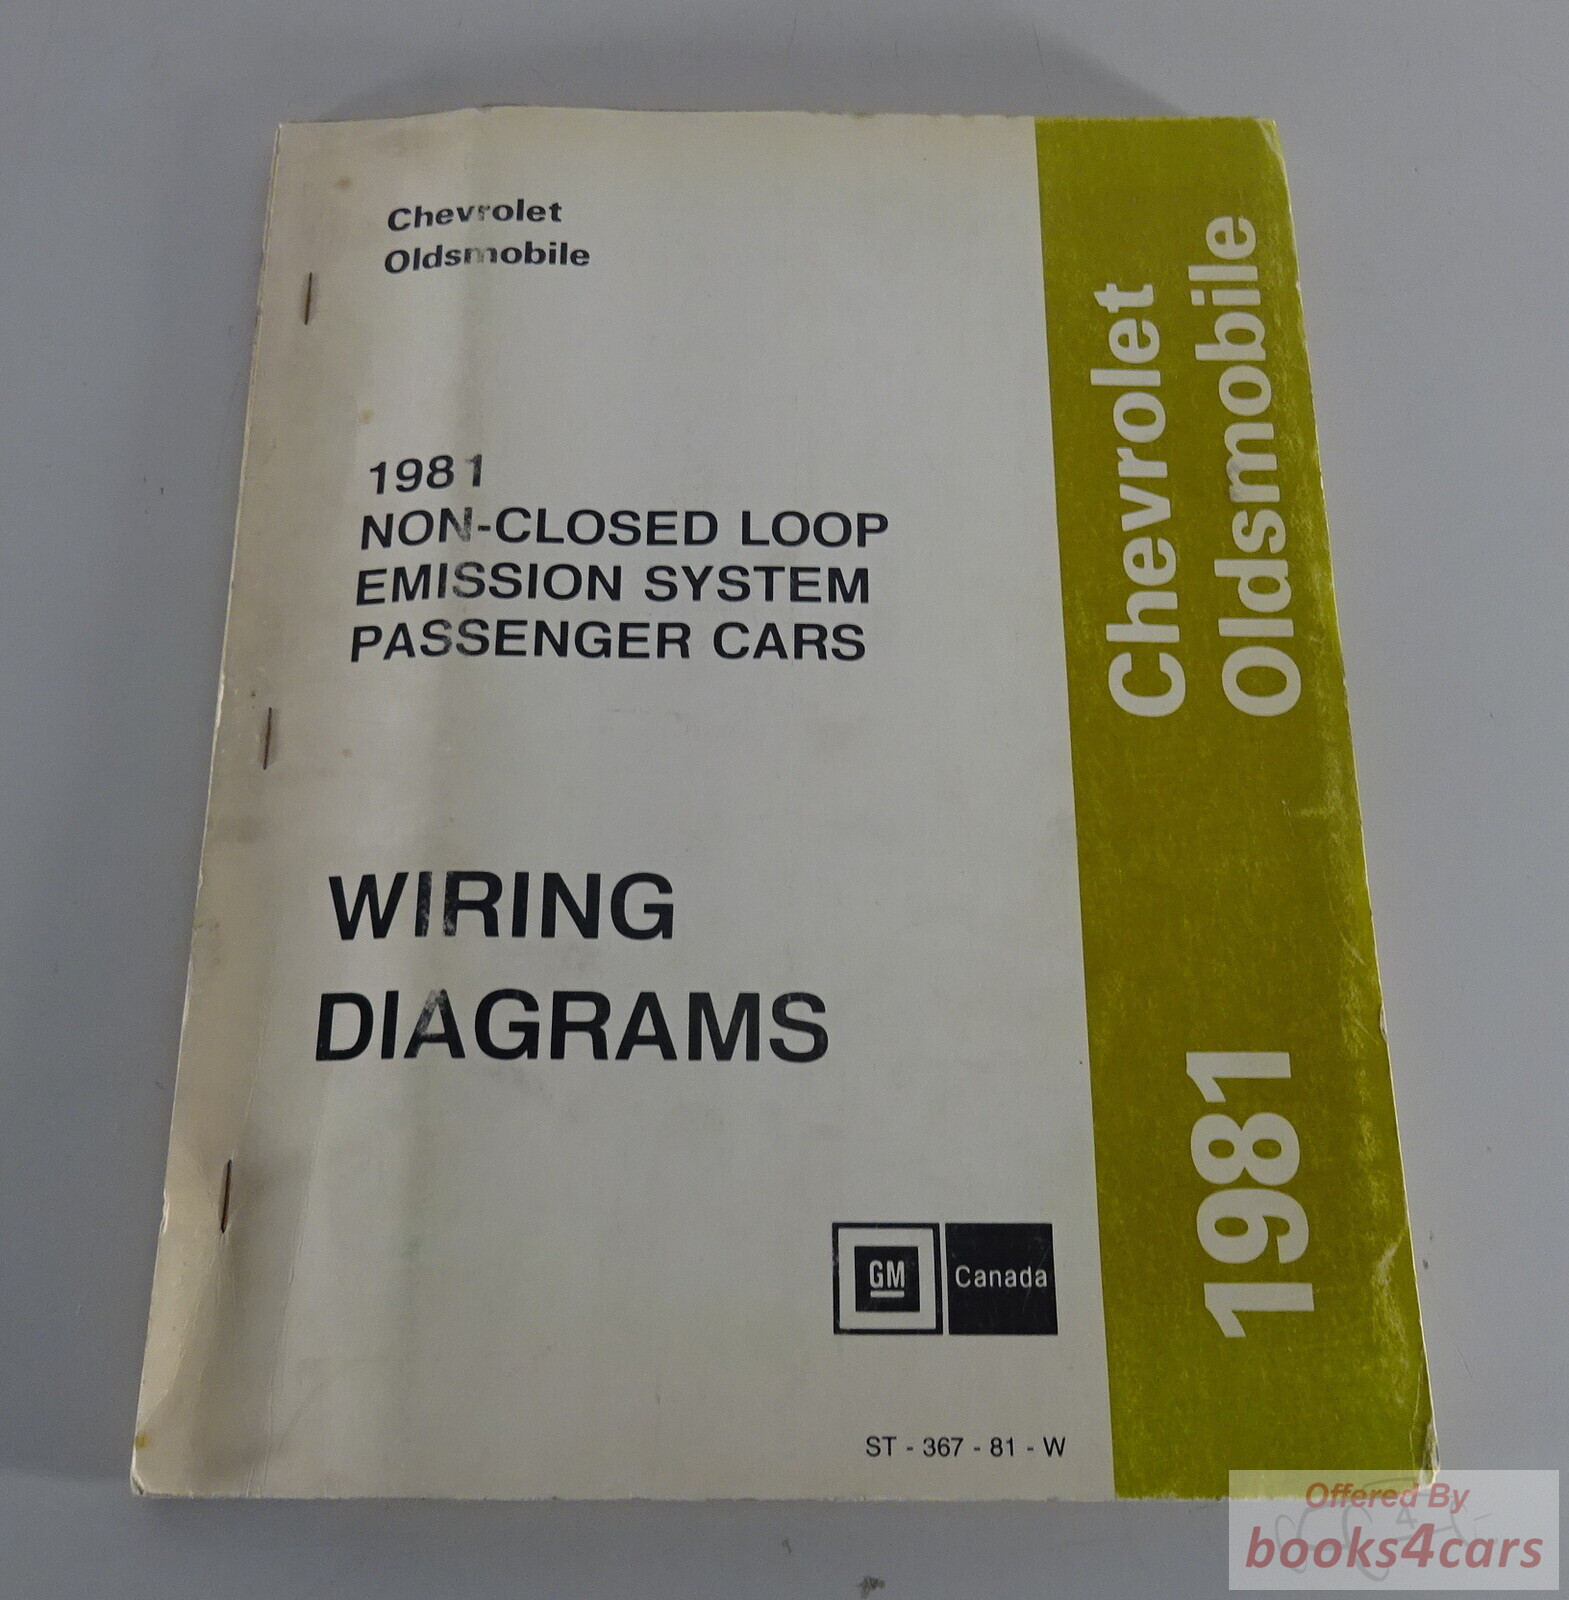 Chevrolet
Oldsmobile
1981
NON-CLOSED LOOP
EMISSION SYSTEM
PASSENGER CARS
WIRING
DIAGRAMS
GM
Canada
ST - 367 - 81 - W
Chevrolet
Oldsmobile
1981
Offered By
books4cars